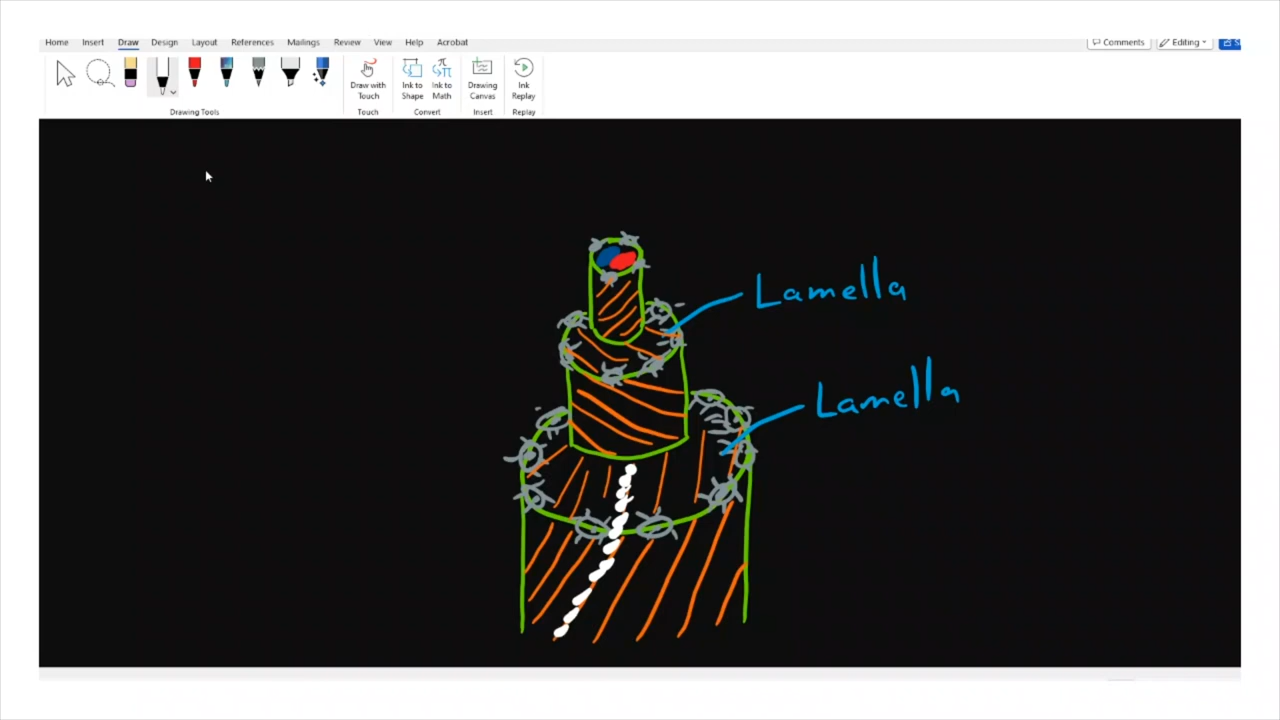 Home Insert Draw Design Layout References Mailings Review View Help Acrobat
Comments Editing
Draw with Touch
Ink to Shape
Ink to Math
Drawing Canvas
Ink Replay
Drawing Tools Touch Convert Insert Replay
Lamella
Lamella